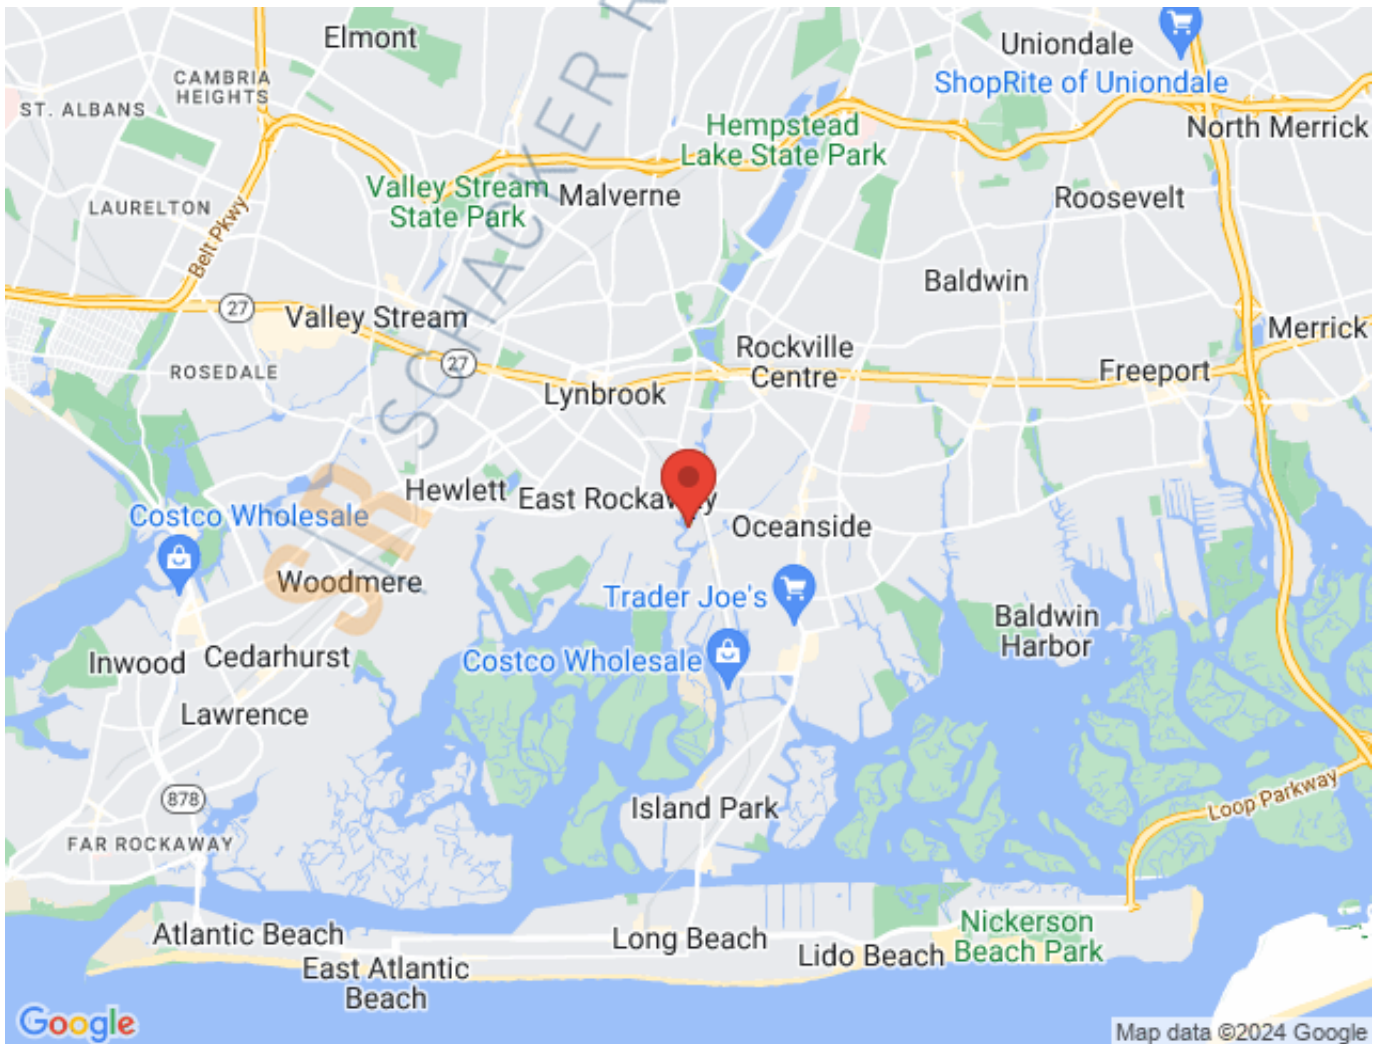 Elmont
Uniondale
ShopRite of Uniondale
CAMBRIA
HEIGHTS
ST. ALBANS
Hempstead
Lake State Park
North Merrick
Valley Stream
State Park
Malverne
Roosevelt
LAURELTON
Belt Pkwy
Baldwin
27
Valley Stream
Merrick
27
Rockville
Centre
ROSEDALE
Freeport
Lynbrook
SCHACKER R
Hewlett
East Rockaway
Costco Wholesale
Oceanside
S/R
Woodmere
Trader Joe's
Baldwin
Harbor
Inwood
Cedarhurst
Costco Wholesale
Lawrence
878
Island Park
Loop Parkway
FAR ROCKAWAY
Atlantic Beach
Long Beach
Nickerson
Beach Park
Lido Beach
East Atlantic
Beach
Google
Map data ©2024 Google